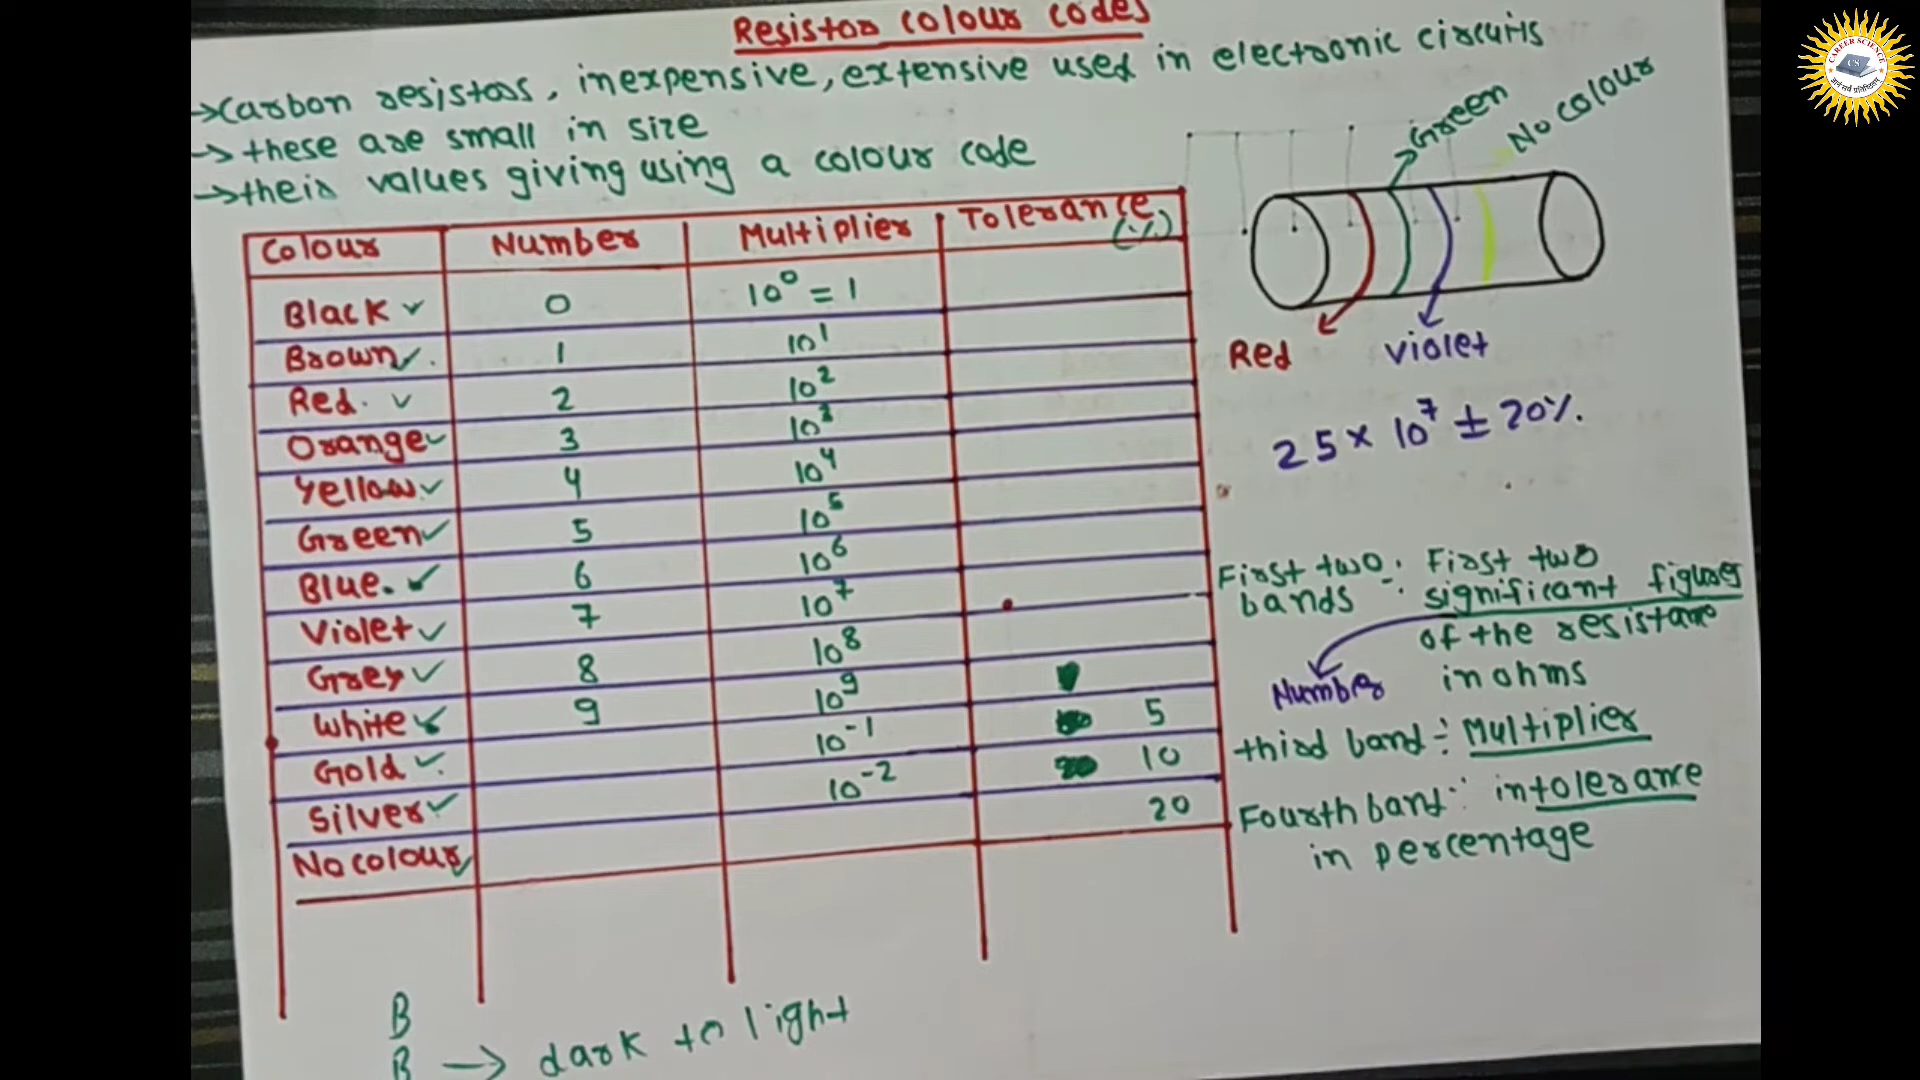 Resistor colour codes
→ carbon resistors, inexpensive, extensive used in electronic circuits
→ these are small in size
→ their values giving using a colour code
Colour Number Multiplier Tolerance (%)
Black ✓ 0 10⁰ = 1
Brown ✓ 1 10¹
Red ✓ 2 10²
Orange ✓ 3 10³
Yellow ✓ 4 10⁴
Green ✓ 5 10⁵
Blue ✓ 6 10⁶
Violet ✓ 7 10⁷
Grey ✓ 8 10⁸
White ✓ 9 10⁹
Gold ✓ 10⁻¹ 5
Silver ✓ 10⁻² 10
No colour ✓ 20
B
B → dark to light
Green
No colour
Red
violet
25 × 10⁷ ± 20%.
First two bands : First two
significant figures
of the resistance
in ohms
Number
third band : Multiplier
Fourth band : intolerance
in percentage
CAREER SCIENCE
CS